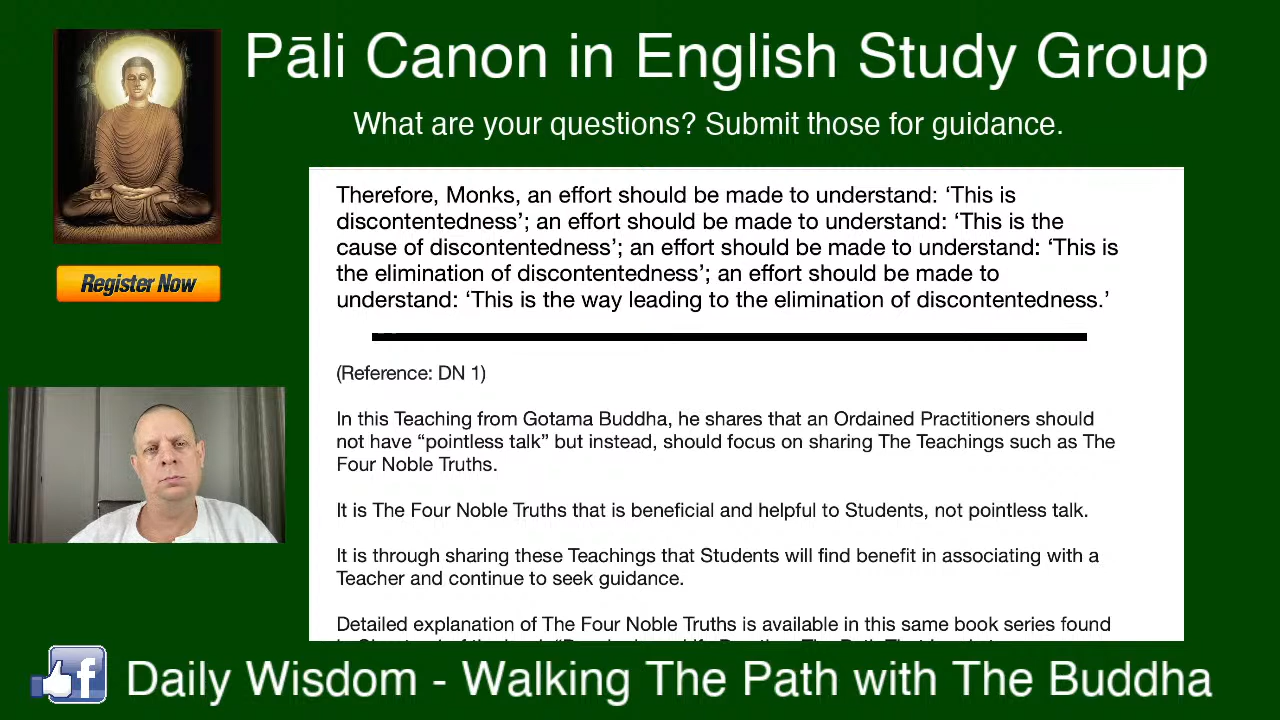 Pāli Canon in English Study Group
What are your questions? Submit those for guidance.
Register Now
Therefore, Monks, an effort should be made to understand: ‘This is
discontentedness’; an effort should be made to understand: ‘This is the
cause of discontentedness’; an effort should be made to understand: ‘This is
the elimination of discontentedness’; an effort should be made to
understand: ‘This is the way leading to the elimination of discontentedness.’
(Reference: DN 1)
In this Teaching from Gotama Buddha, he shares that an Ordained Practitioners should
not have “pointless talk” but instead, should focus on sharing The Teachings such as The
Four Noble Truths.
It is The Four Noble Truths that is beneficial and helpful to Students, not pointless talk.
It is through sharing these Teachings that Students will find benefit in associating with a
Teacher and continue to seek guidance.
Detailed explanation of The Four Noble Truths is available in this same book series found
f
Daily Wisdom - Walking The Path with The Buddha